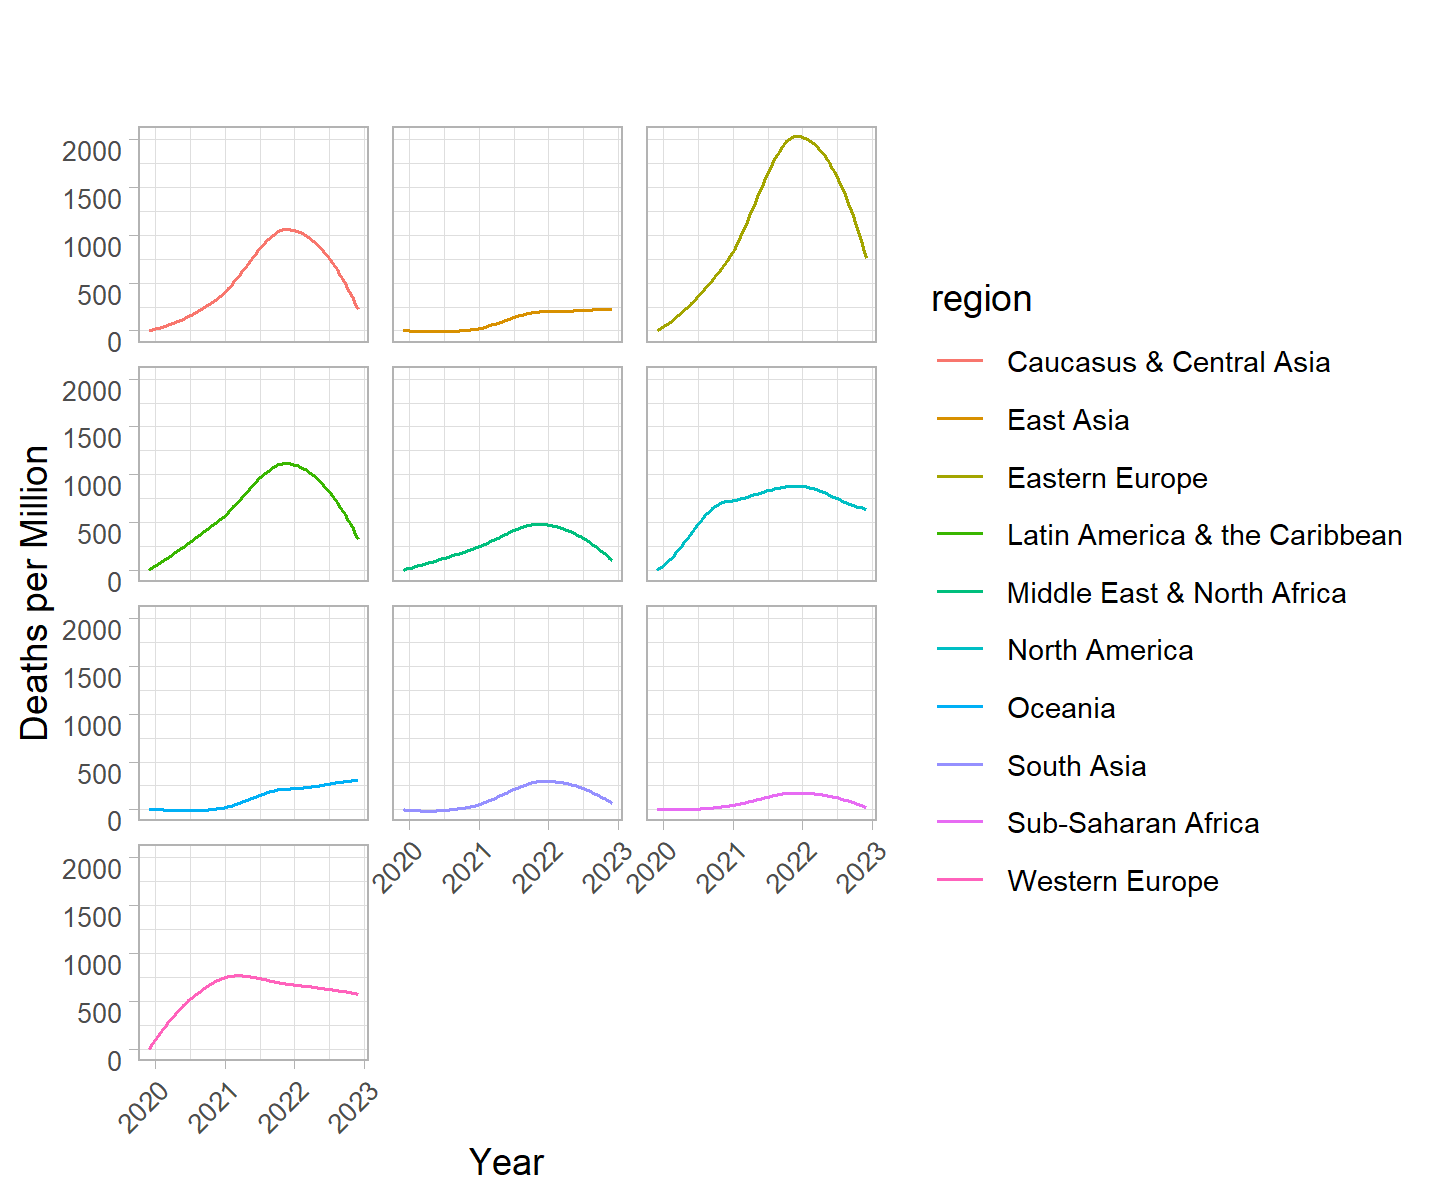 2000
1500
1000
500
0
2000
1500
1000
500
0
2000
1500
1000
500
0
2000
1500
1000
500
0
2020 2021 2022 2023
2020 2021 2022 2023
2020 2021 2022 2023
Deaths per Million
Year
region
Caucasus & Central Asia
East Asia
Eastern Europe
Latin America & the Caribbean
Middle East & North Africa
North America
Oceania
South Asia
Sub-Saharan Africa
Western Europe